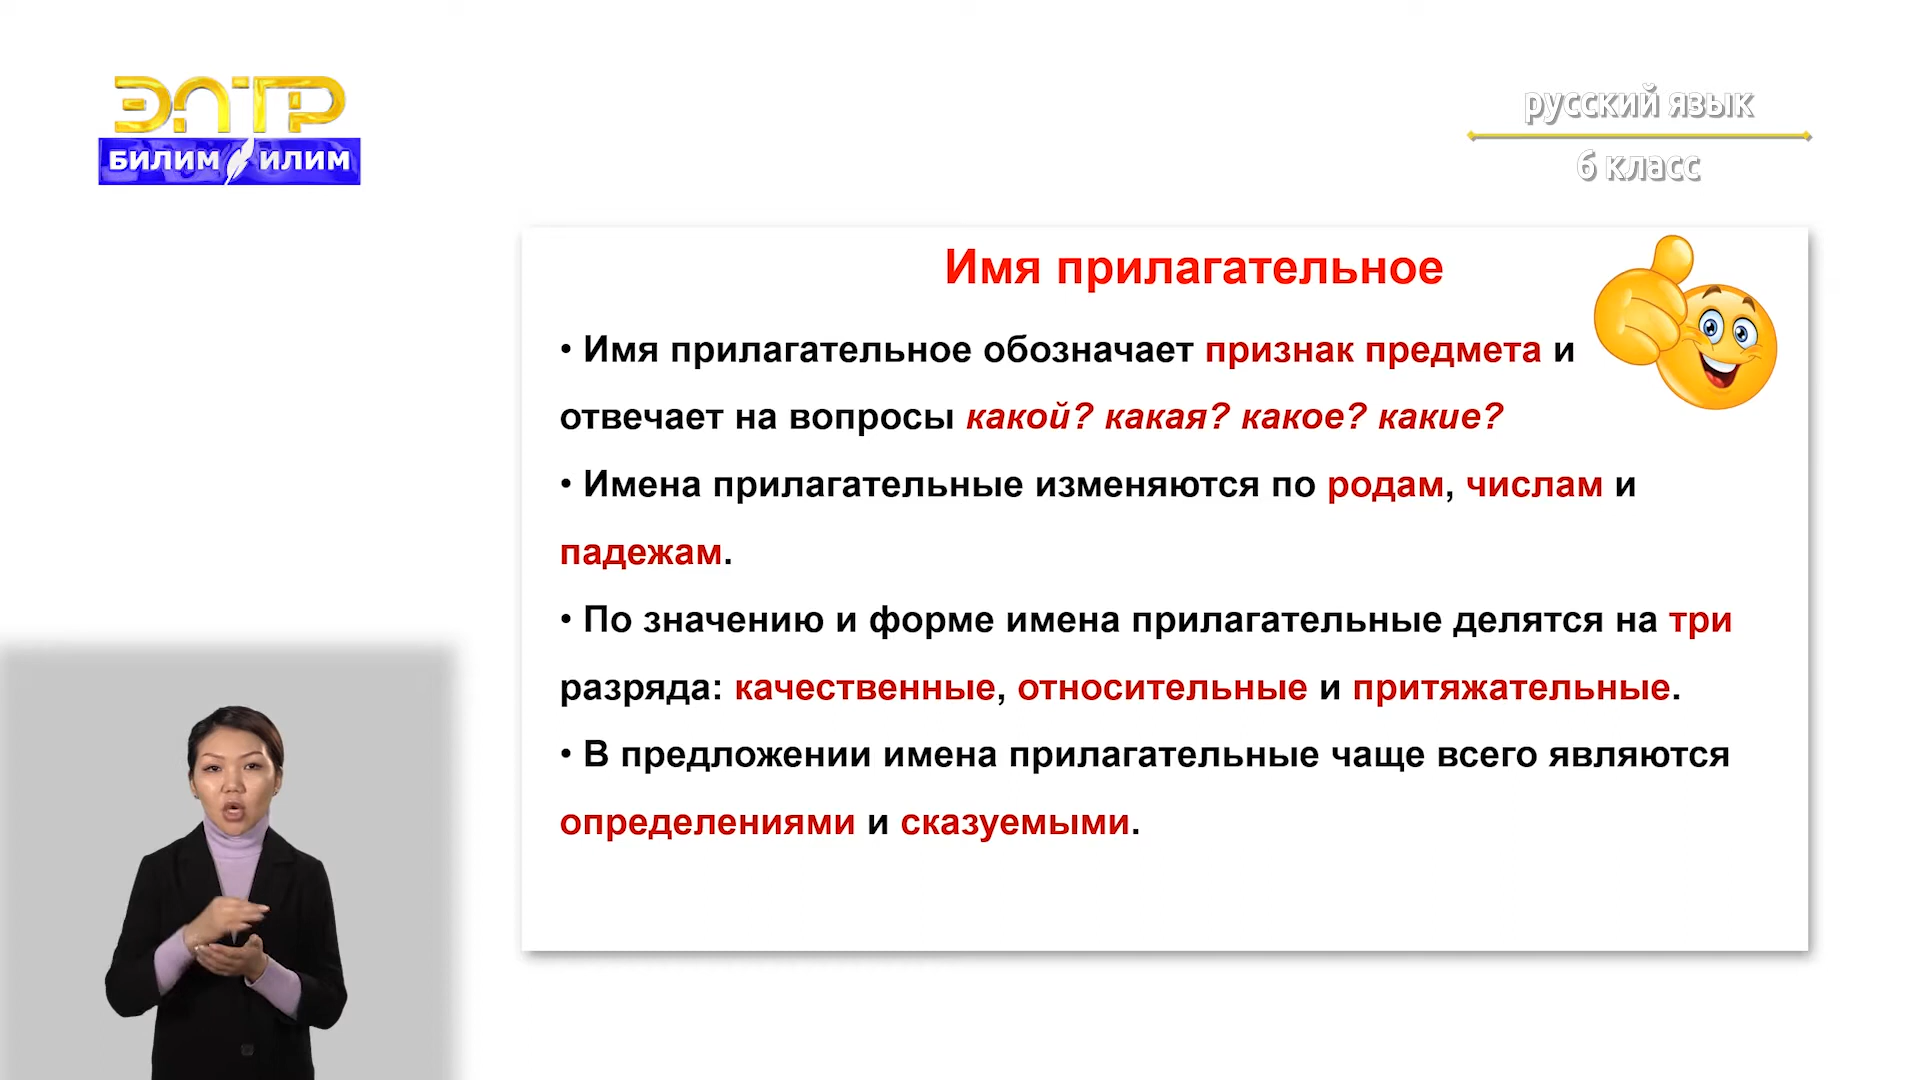 ЭЛТР
БИЛИМ ИЛИМ
русский язык
6 класс
Имя прилагательное
• Имя прилагательное обозначает признак предмета и
отвечает на вопросы какой? какая? какое? какие?
• Имена прилагательные изменяются по родам, числам и
падежам.
• По значению и форме имена прилагательные делятся на три
разряда: качественные, относительные и притяжательные.
• В предложении имена прилагательные чаще всего являются
определениями и сказуемыми.